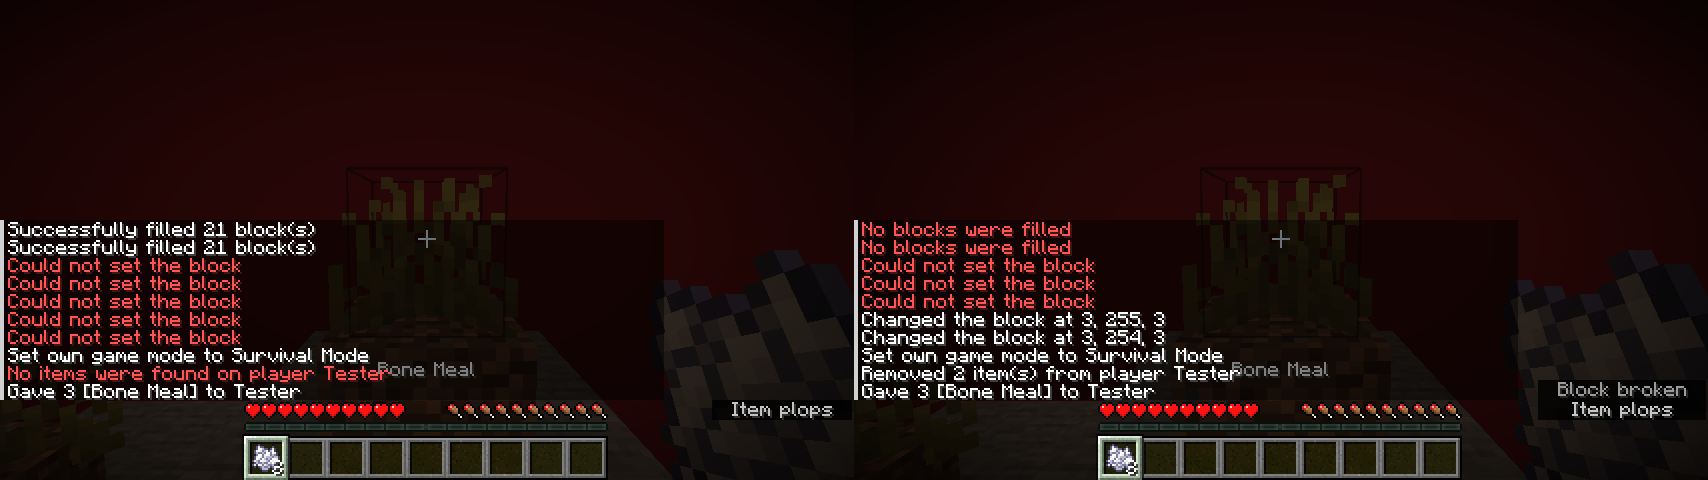 Successfully filled 21 block(s)
Successfully filled 21 block(s)
Could not set the block
Could not set the block
Could not set the block
Could not set the block
Could not set the block
Set own game mode to Survival Mode
No items were found on player Tester
Bone Meal
Gave 3 [Bone Meal] to Tester
Item plops
3
No blocks were filled
No blocks were filled
Could not set the block
Could not set the block
Could not set the block
Changed the block at 3, 255, 3
Changed the block at 3, 254, 3
Set own game mode to Survival Mode
Removed 2 item(s) from player Tester
Bone Meal
Gave 3 [Bone Meal] to Tester
Block broken
Item plops
3